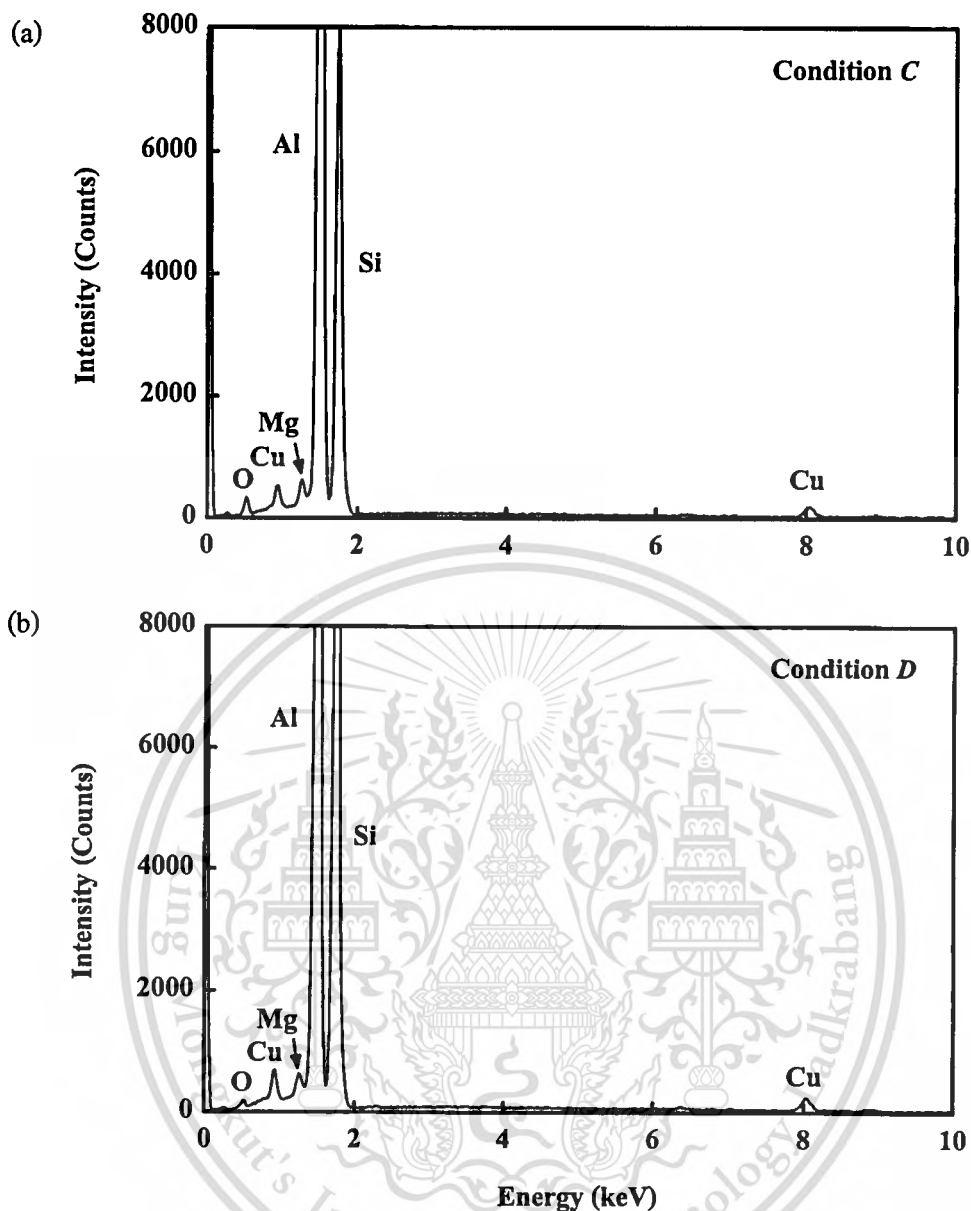 (a)
8000
6000
4000
2000
0
Intensity (Counts)
Condition C
Al
Si
Mg
Cu
O
Cu
0 2 4 6 8 10
(b)
8000
6000
4000
2000
0
Intensity (Counts)
Condition D
Al
Si
Mg
Cu
O
Cu
0 2 4 6 8 10
Energy (keV)